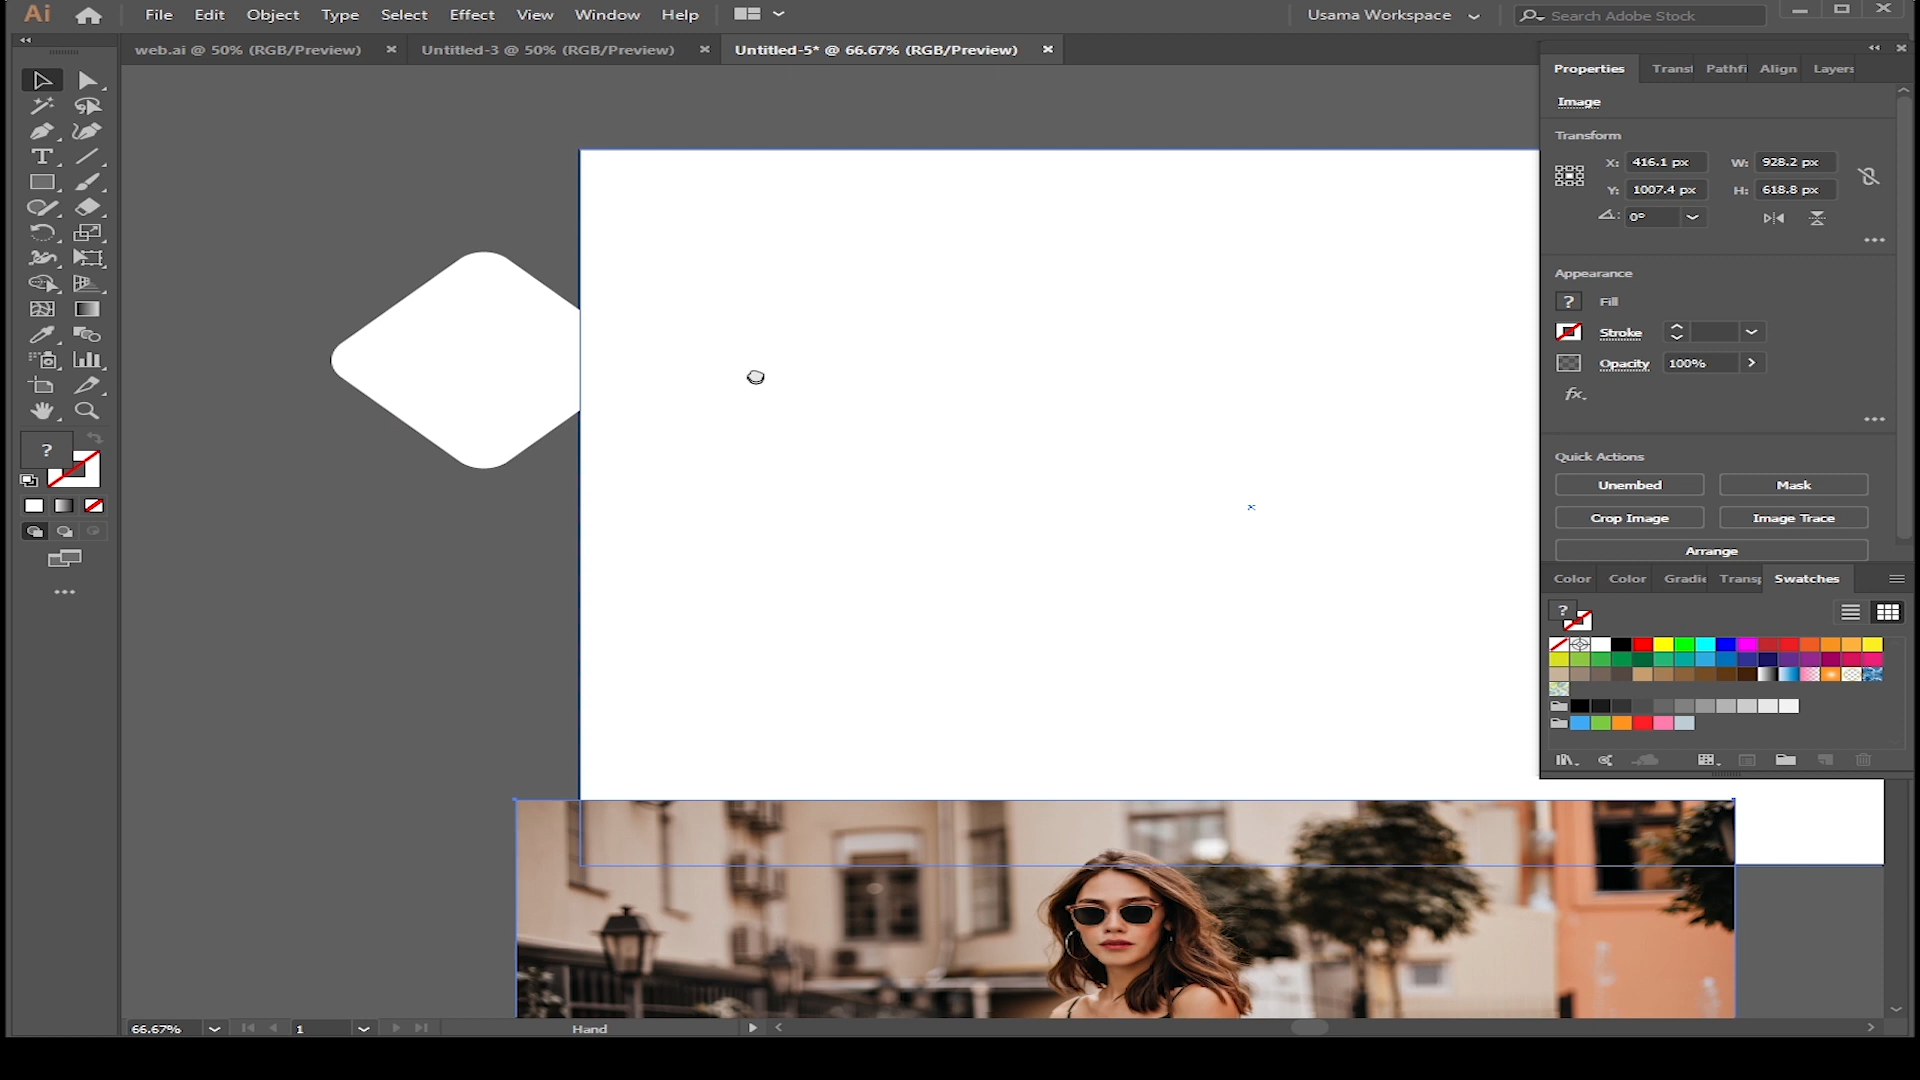 Ai File Edit Object Type Select Effect View Window Help Usama Workspace Search Adobe Stock
web.ai @ 50% (RGB/Preview) Untitled-3 @ 50% (RGB/Preview) Untitled-5* @ 66.67% (RGB/Preview)
Properties Transf Pathfi Align Layers
Image
Transform
X: 416.1 px W: 928.2 px
Y: 1007.4 px H: 618.8 px
0°
Appearance
? Fill
Stroke
Opacity 100%
fx.
Quick Actions
Unembed Mask
Crop Image Image Trace
Arrange
Color Color Gradie Transp Swatches
?
?
66.67% 1 Hand